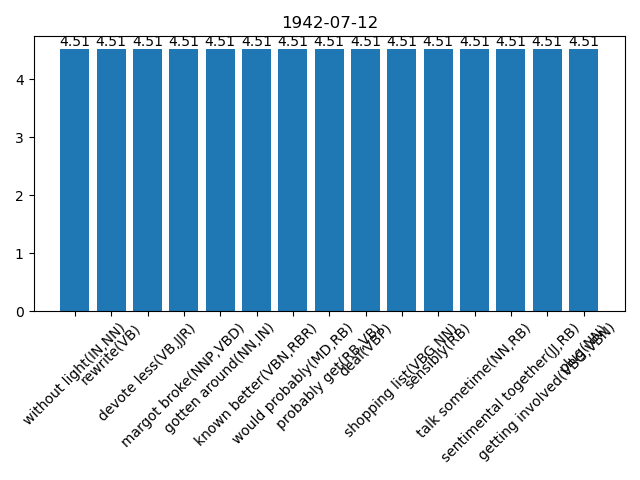 1942-07-12
4.51 4.51 4.51 4.51 4.51 4.51 4.51 4.51 4.51 4.51 4.51 4.51 4.51 4.51 4.51
4
3
2
1
0
without light(IN,NN)
rewrite(VB)
devote less(VB,JJR)
margot broke(NNP,VBD)
gotten around(NN,IN)
known better(VBN,RBR)
would probably(MD,RB)
probably get(RB,VB)
deal(VBP)
shopping list(VBG,NN)
sensibly(RB)
talk sometime(NN,RB)
sentimental together(JJ,RB)
getting involved(VBG,VBN)